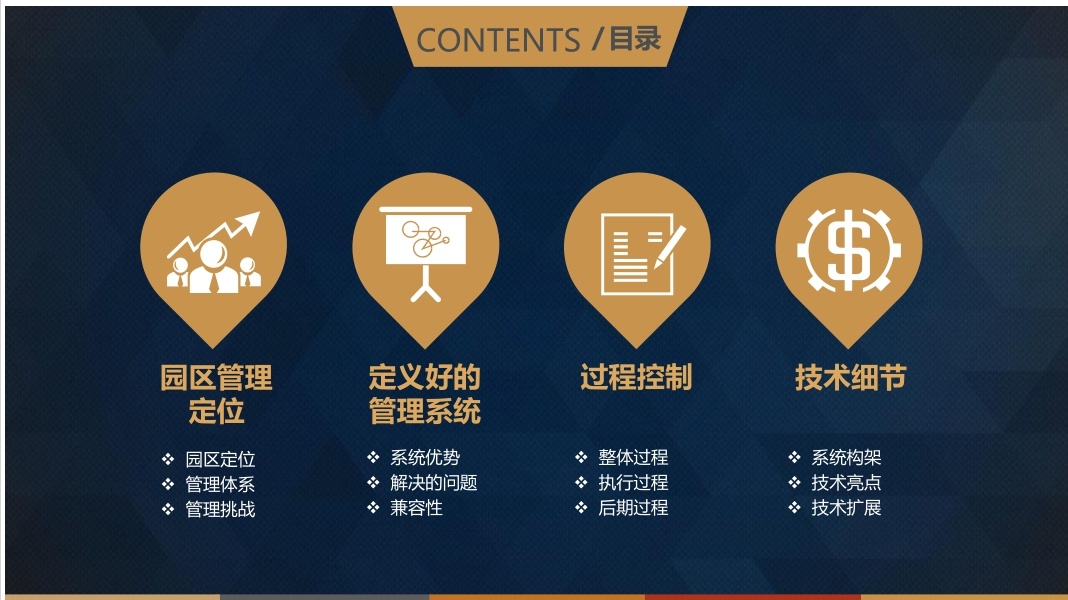 CONTENTS /目录
园区管理
定位
❖ 园区定位
❖ 管理体系
❖ 管理挑战
定义好的
管理系统
❖ 系统优势
❖ 解决的问题
❖ 兼容性
过程控制
❖ 整体过程
❖ 执行过程
❖ 后期过程
技术细节
❖ 系统构架
❖ 技术亮点
❖ 技术扩展